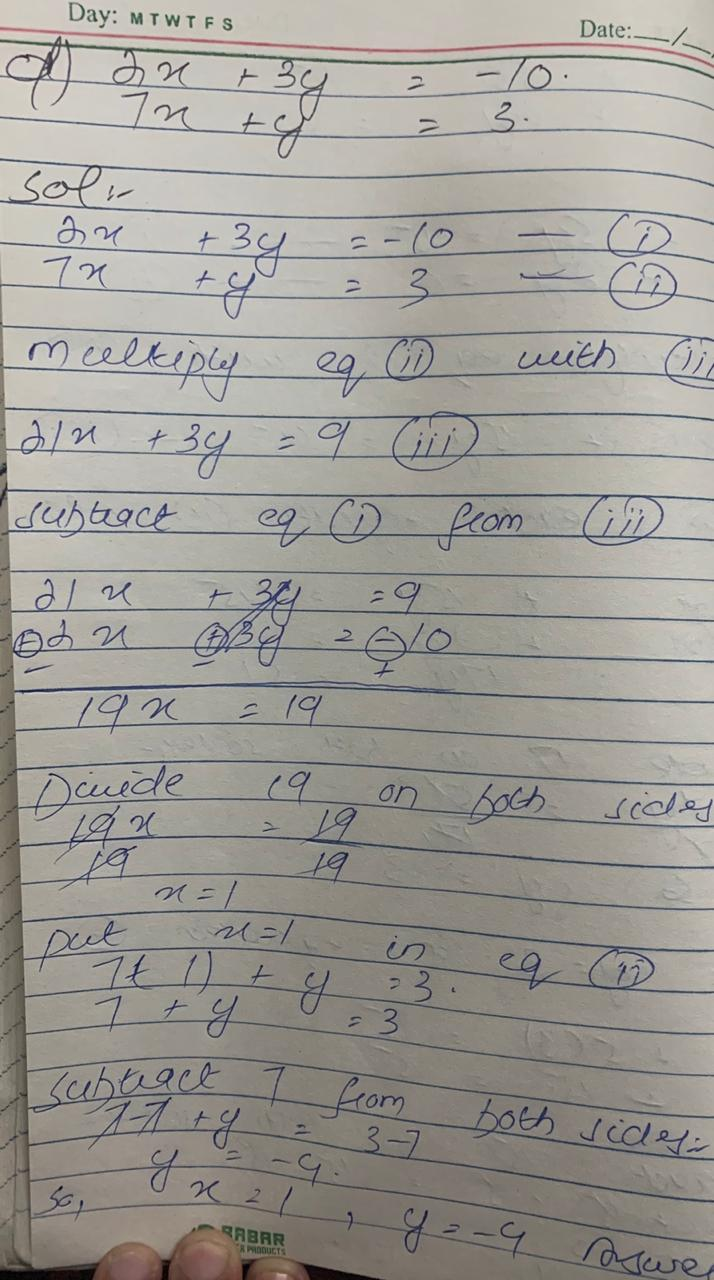 Day: M T W T F S
Date:__/__
d) 2x + 3y = -10.
7x + y = 3.
sol:-
2x + 3y = -10 — (i)
7x + y = 3 — (ii)
multiply eq (ii) with (iii
21x + 3y = 9 (iii)
subtract eq (i) from (iii)
21x + 3y = 9
2x + 3y = -10
19x = 19
Divide 19 on both sides
19x/19 = 19/19
x = 1
put x=1 in eq (ii)
7(1) + y = 3.
7 + y = 3
subtract 7 from both sides:-
7-7 + y = 3-7
y = -4.
so, x = 1, y = -4 Answer
BABAR
R PRODUCTS